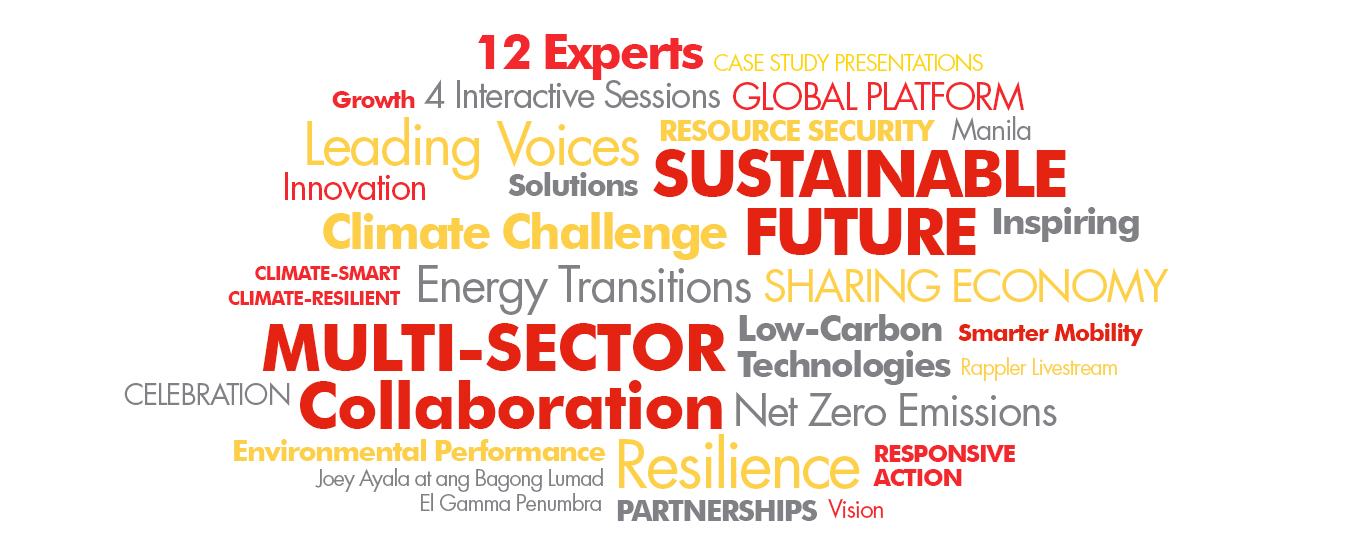 12 Experts CASE STUDY PRESENTATIONS
Growth 4 Interactive Sessions GLOBAL PLATFORM
Leading Voices RESOURCE SECURITY Manila
Innovation Solutions SUSTAINABLE
Climate Challenge FUTURE Inspiring
CLIMATE-SMART
CLIMATE-RESILIENT Energy Transitions SHARING ECONOMY
MULTI-SECTOR Low-Carbon Smarter Mobility
Technologies Rappler Livestream
CELEBRATION Collaboration Net Zero Emissions
Environmental Performance Resilience RESPONSIVE
Joey Ayala at ang Bagong Lumad ACTION
El Gamma Penumbra PARTNERSHIPS Vision